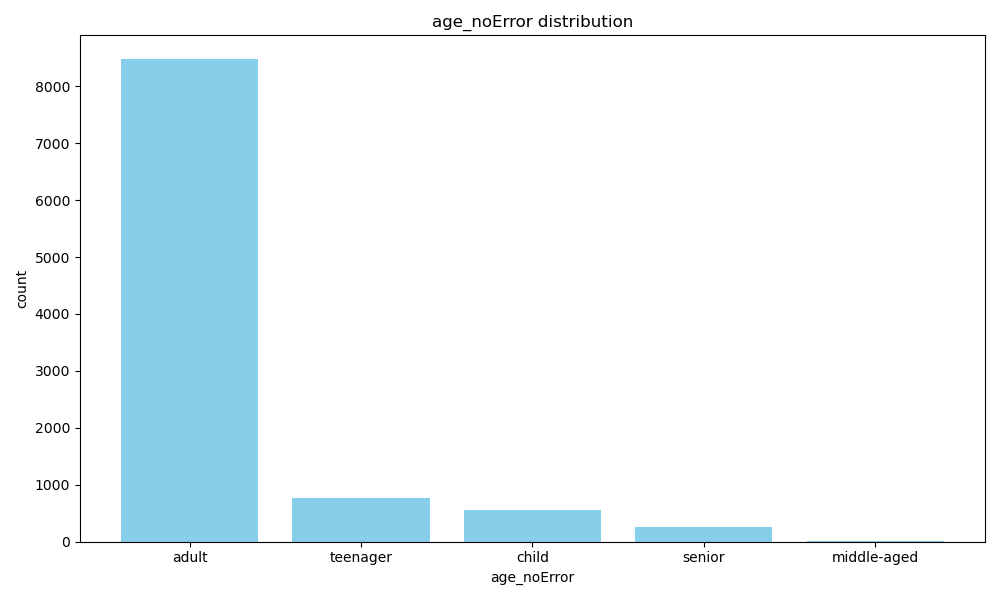 age_noError distribution
8000
7000
6000
5000
4000
3000
2000
1000
0
count
adult
teenager
child
senior
middle-aged
age_noError